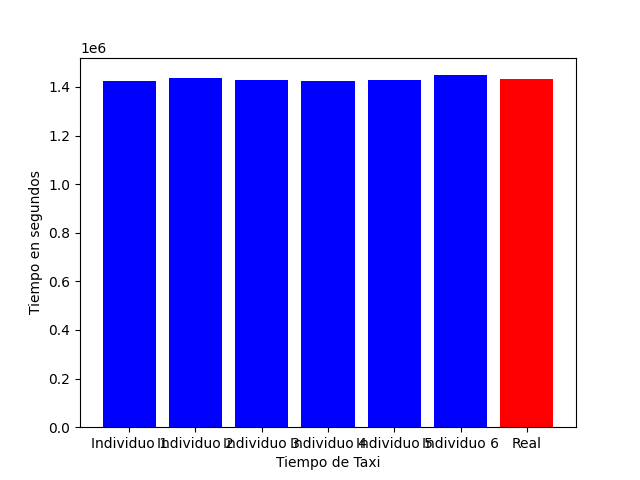 1e6
1.4
1.2
1.0
0.8
0.6
0.4
0.2
0.0
Tiempo en segundos
Individuo 1 Individuo 2 Individuo 3 Individuo 4 Individuo 5 Individuo 6 Real
Tiempo de Taxi